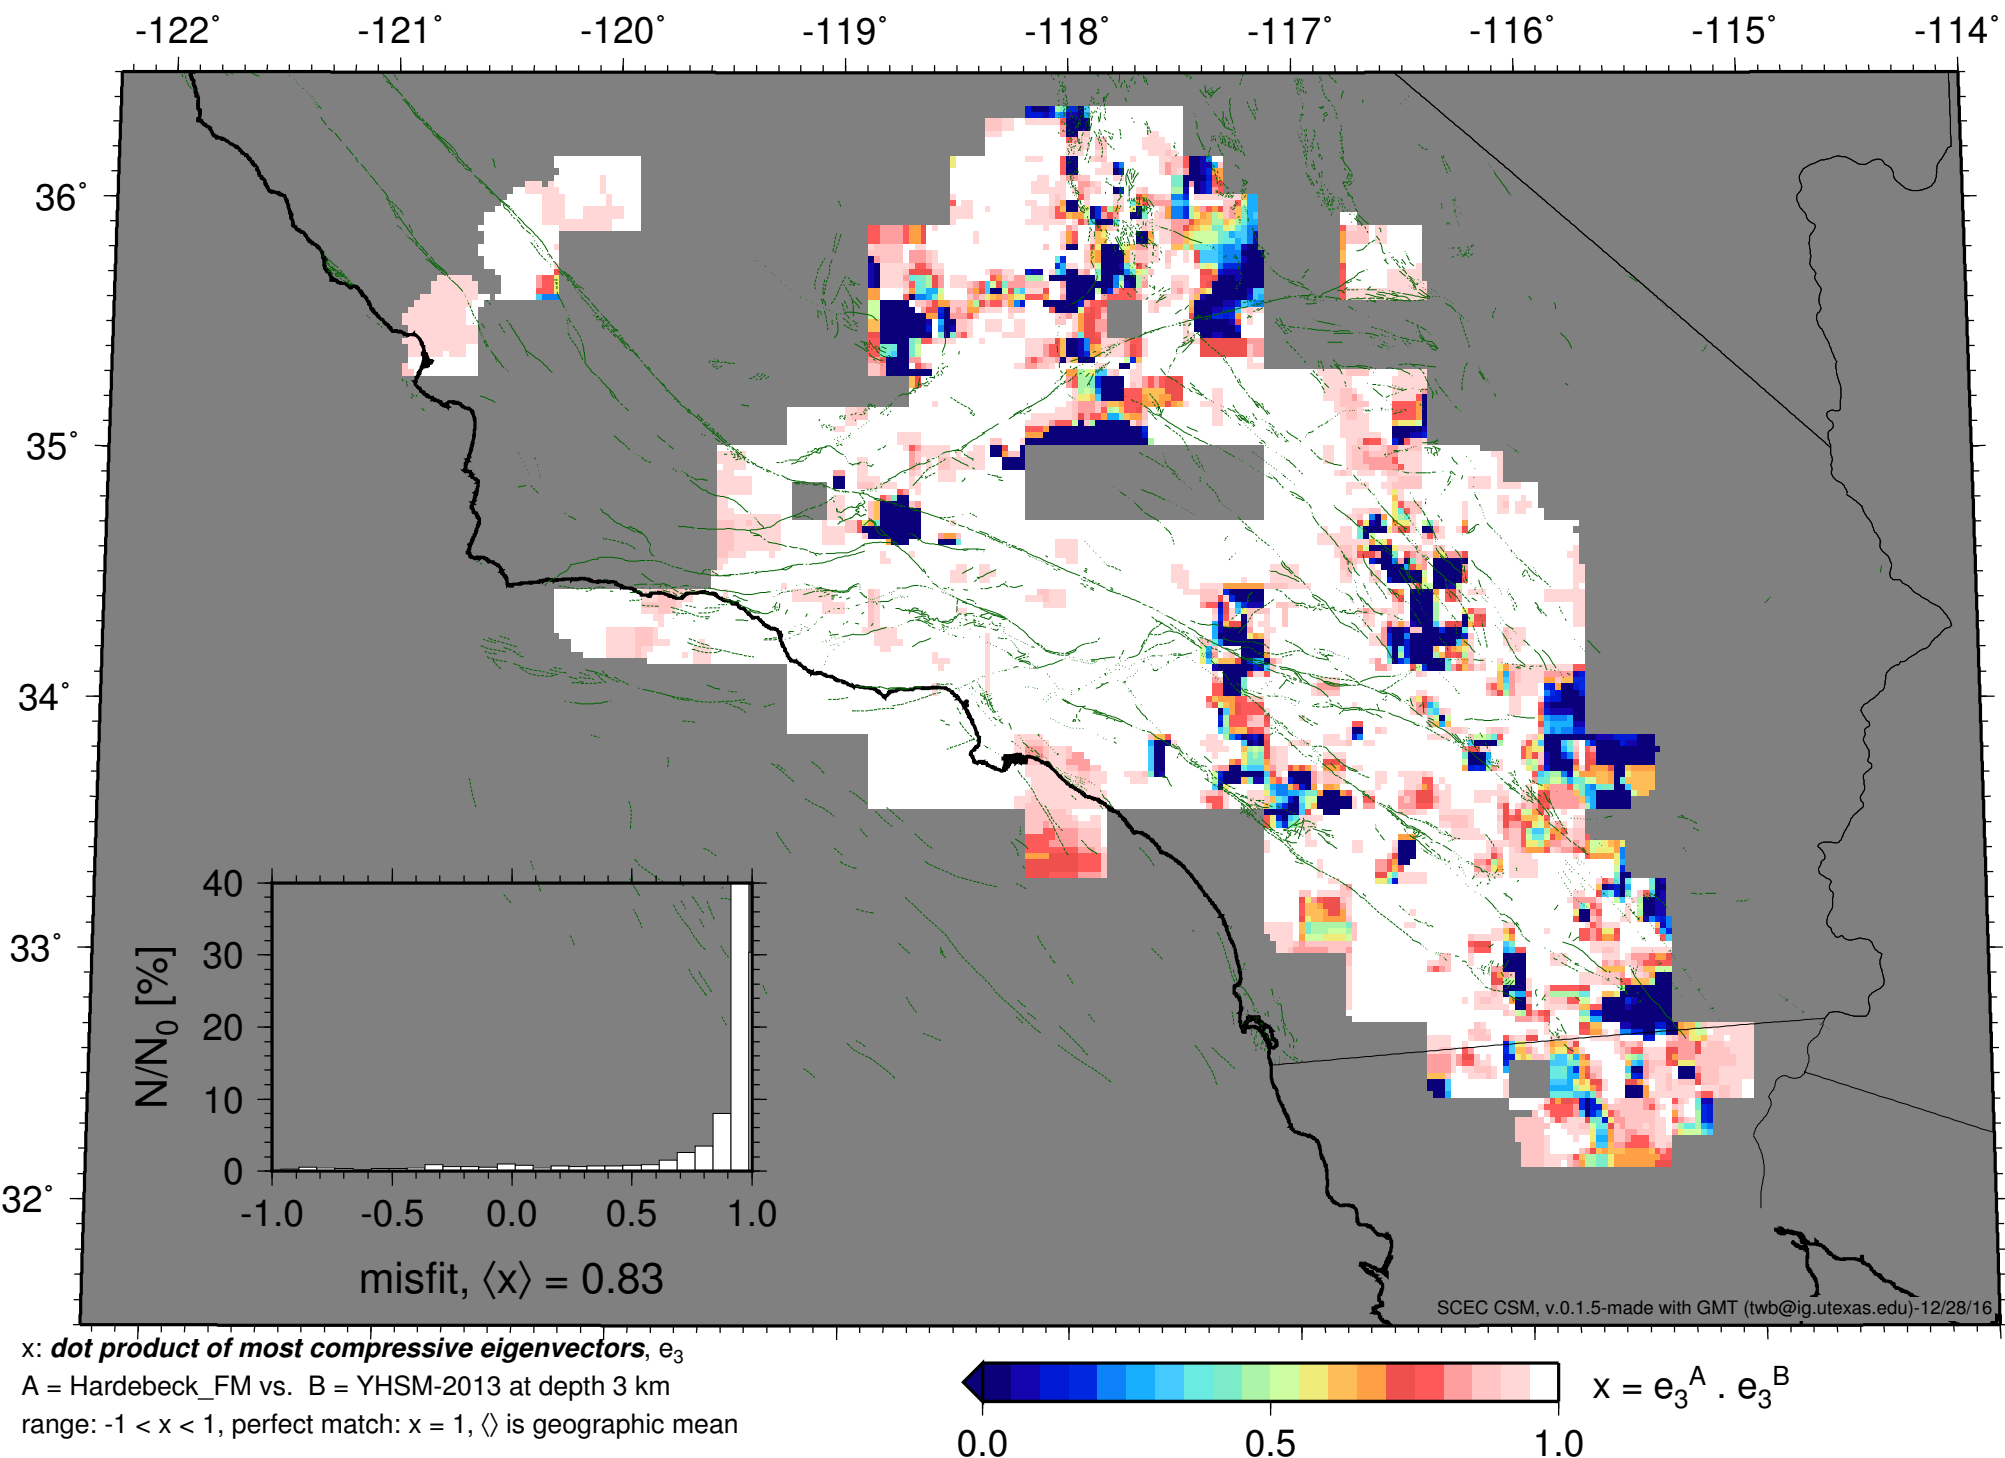 -122˚ -121˚ -120˚ -119˚ -118˚ -117˚ -116˚ -115˚ -114˚
36˚
35˚
34˚
33˚
32˚
40
30
20
10
0
N/N0 [%]
-1.0 -0.5 0.0 0.5 1.0
misfit, ⟨x⟩ = 0.83
SCEC CSM, v.0.1.5-made with GMT (twb@ig.utexas.edu)-12/28/16
x: dot product of most compressive eigenvectors, e3
A = Hardebeck_FM vs. B = YHSM-2013 at depth 3 km
range: -1 < x < 1, perfect match: x = 1, ⟨⟩ is geographic mean
x = e3A . e3B
0.0 0.5 1.0